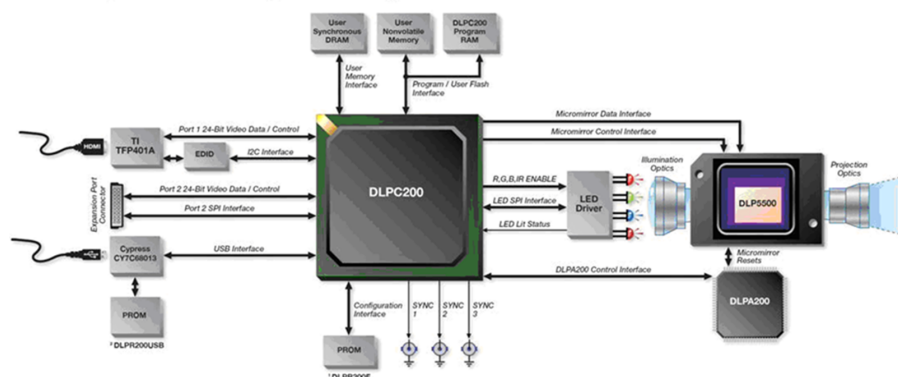 User
Synchronous
DRAM
User
Nonvolatile
Memory
DLPC200
Program
RAM
User
Memory
Interface
Program / User Flash
Interface
Port 1 24-Bit Video Data / Control
HDMI
TI
TFP401A
EDID
I2C Interface
Expansion Port
Connector
Port 2 24-Bit Video Data / Control
Port 2 SPI Interface
Cypress
CY7C68013
USB Interface
PROM
²DLPR200USB
DLPC200
Configuration
Interface
PROM
¹DLPR200F
SYNC
1
SYNC
2
SYNC
3
Micromirror Data Interface
Micromirror Control Interface
R,G,B,IR ENABLE
LED SPI Interface
LED Lit Status
LED
Driver
Illumination
Optics
DLP5500
Projection
Optics
Micromirror
Resets
DLPA200 Control Interface
DLPA200